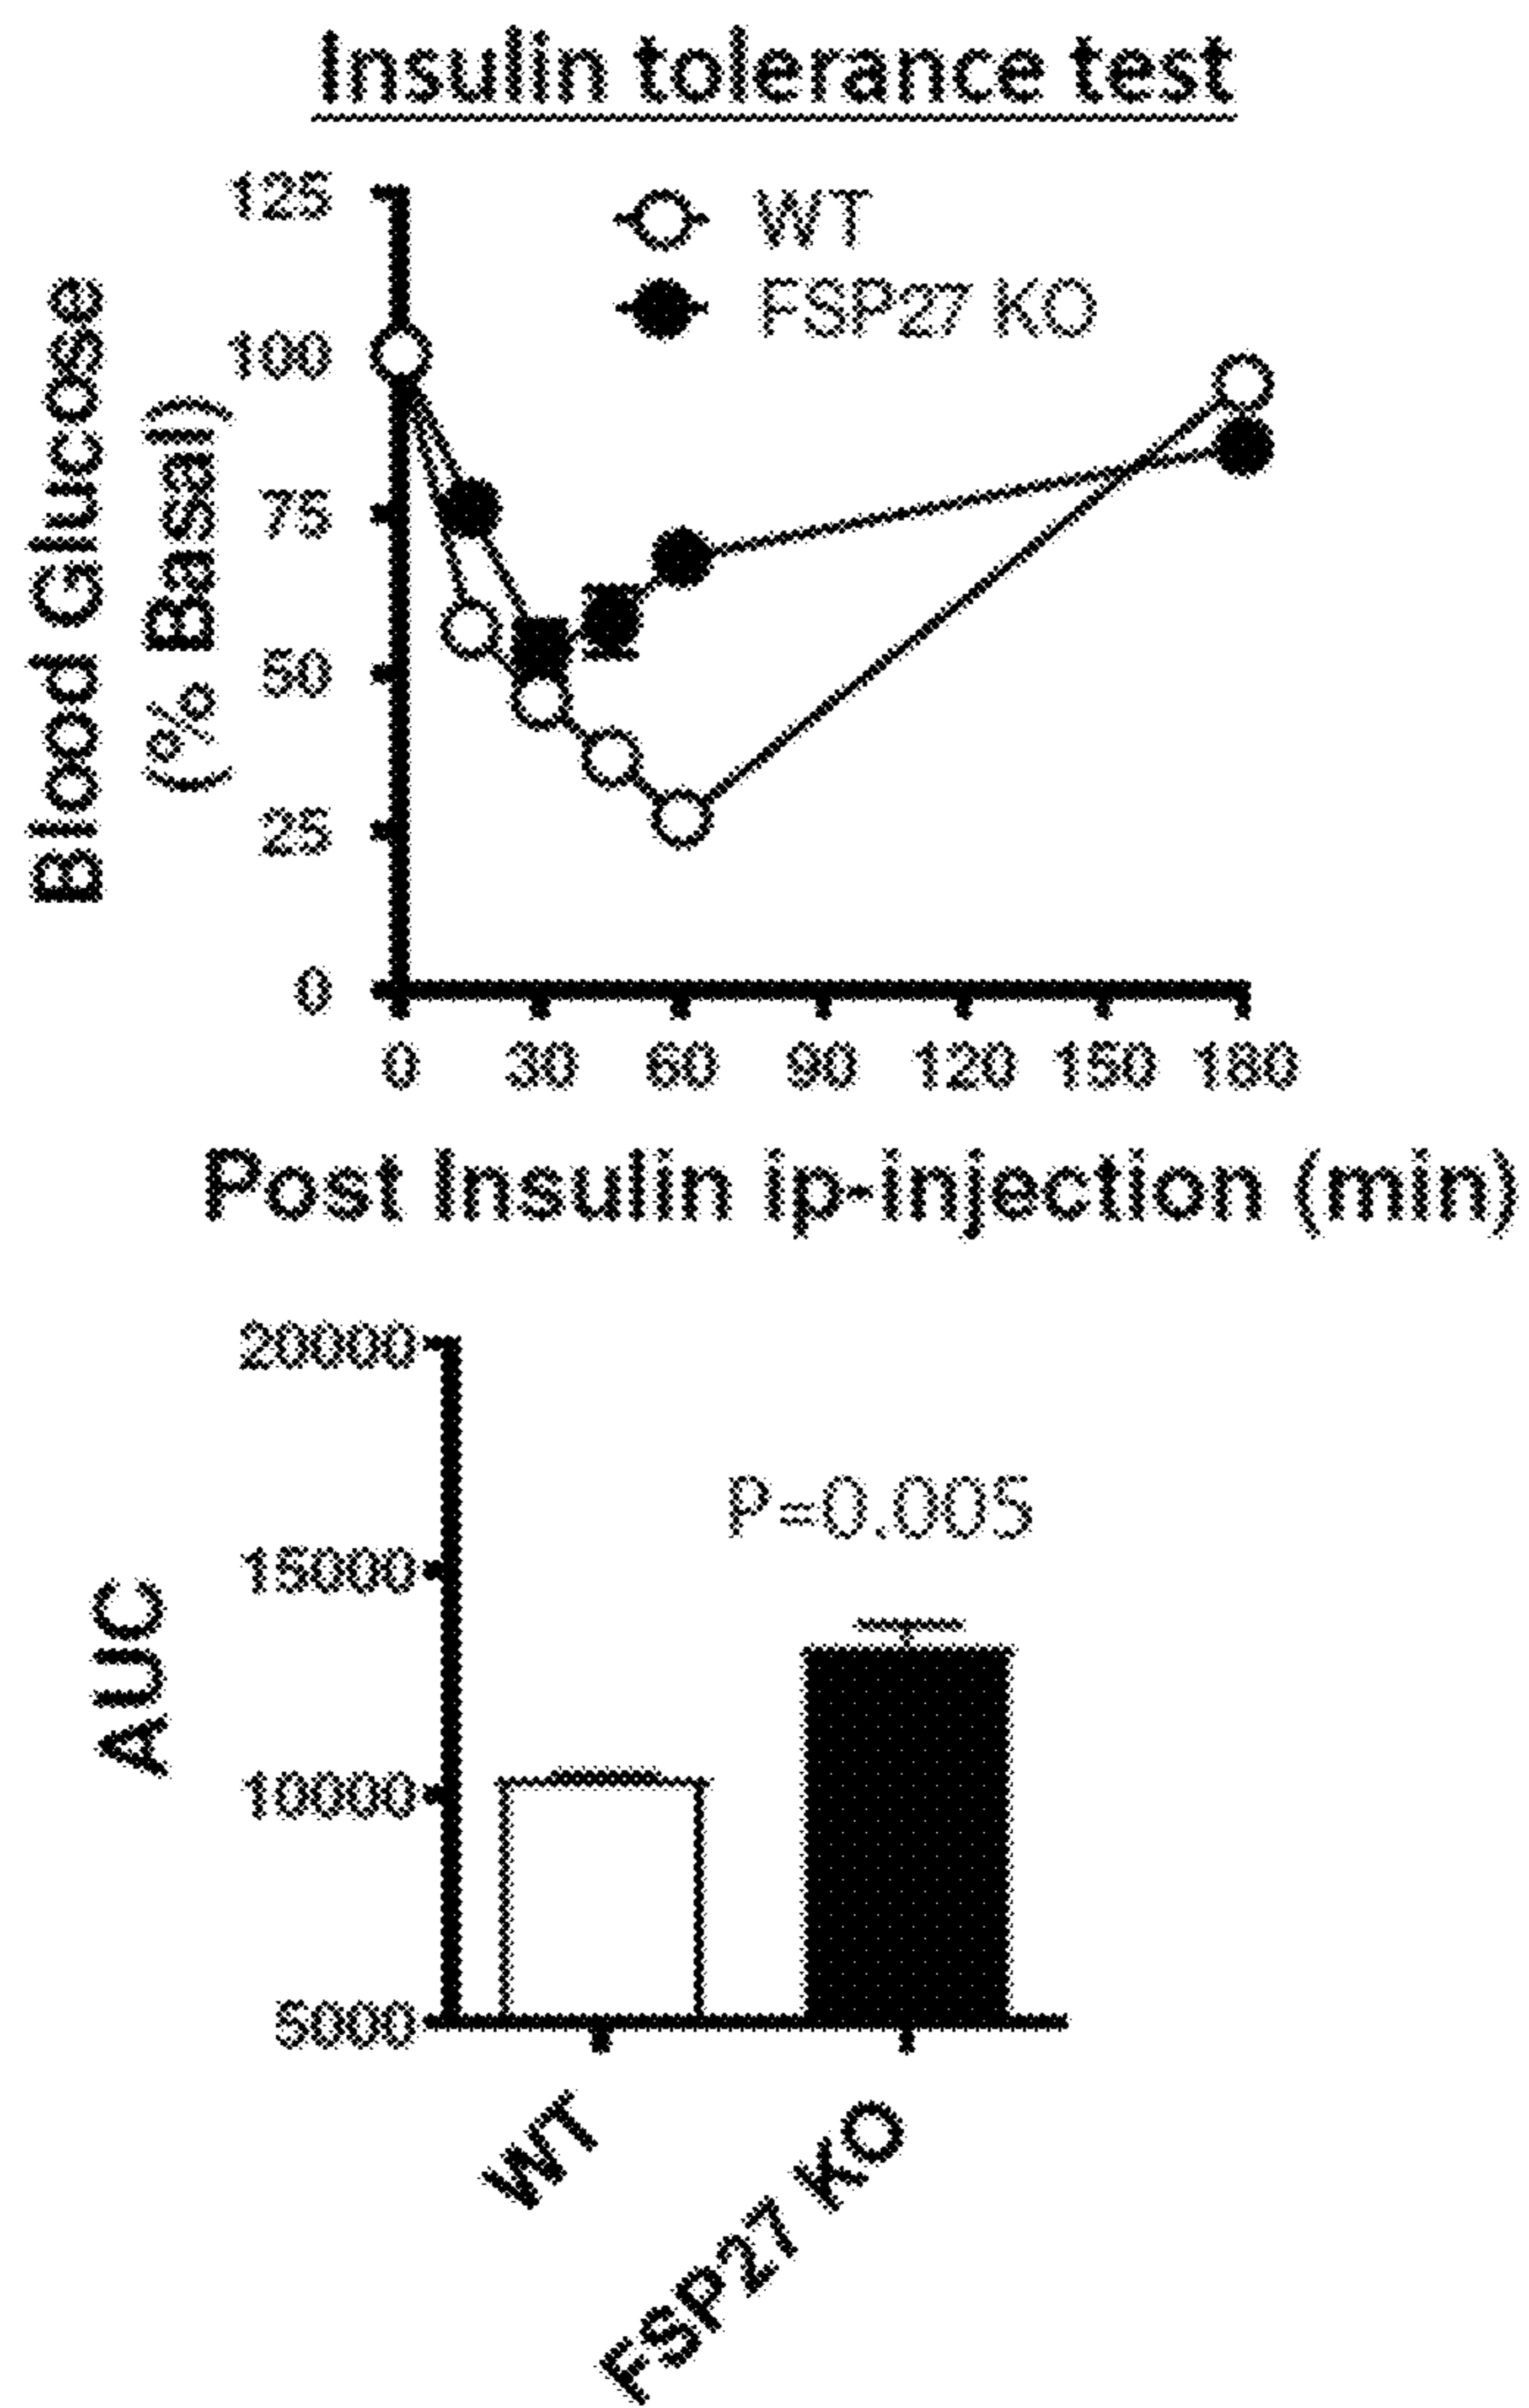 Insulin tolerance test
125
100
75
50
25
0
Blood Glucose
(% Basal)
WT
FSP27 KO
0 30 60 90 120 150 180
Post Insulin ip-injection (min)
20000
15000
10000
5000
AUC
P=0.005
WT
FSP27 KO